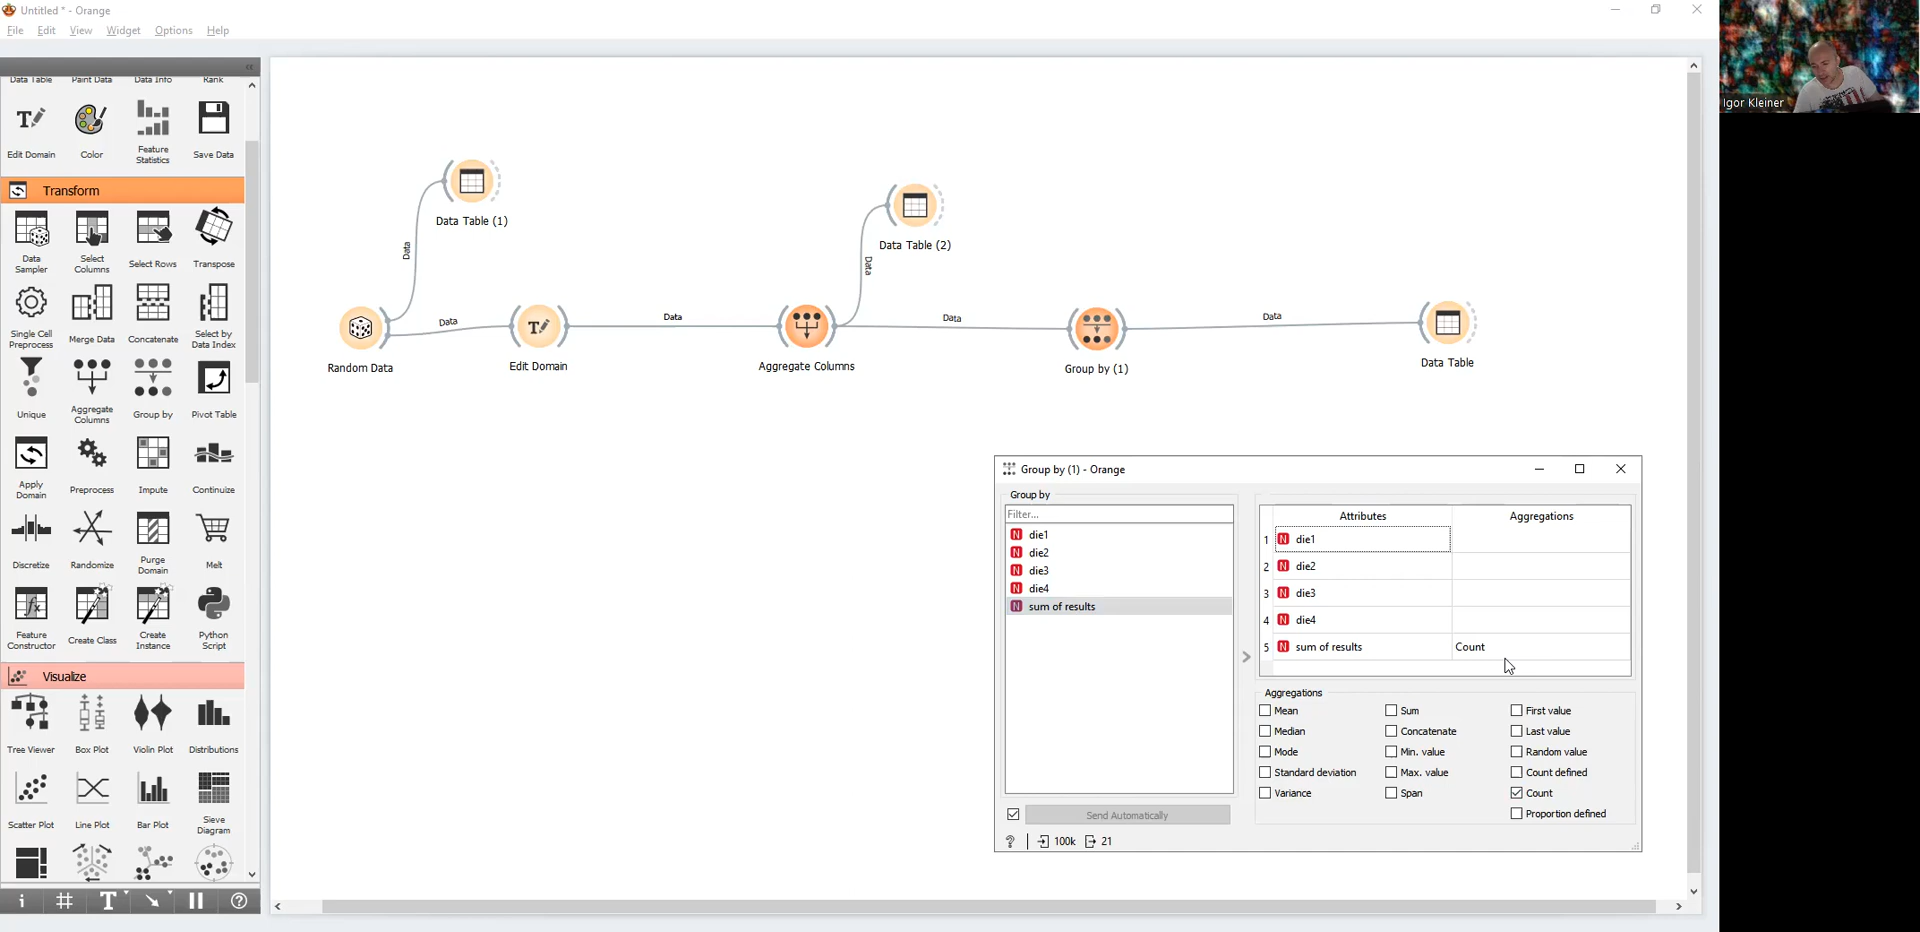 Untitled * - Orange
File Edit View Widget Options Help
Data Table Paint Data Data Info Rank
Edit Domain Color Feature Statistics Save Data
Transform
Data Sampler Select Columns Select Rows Transpose
Single Cell Preprocess Merge Data Concatenate Select by Data Index
Unique Aggregate Columns Group by Pivot Table
Apply Domain Preprocess Impute Continuize
Discretize Randomize Purge Domain Melt
Feature Constructor Create Class Create Instance Python Script
Visualize
Tree Viewer Box Plot Violin Plot Distributions
Scatter Plot Line Plot Bar Plot Sieve Diagram
Data Table (1)
Data
Data Table (2)
Data
Data
Data
Data
Data
Random Data
Edit Domain
Aggregate Columns
Group by (1)
Data Table
Group by (1) - Orange
Group by
Filter...
N die1
N die2
N die3
N die4
N sum of results
Send Automatically
? 100k 21
Attributes Aggregations
1 N die1
2 N die2
3 N die3
4 N die4
5 N sum of results Count
Aggregations
Mean Sum First value
Median Concatenate Last value
Mode Min. value Random value
Standard deviation Max. value Count defined
Variance Span Count
Proportion defined
Igor Kleiner